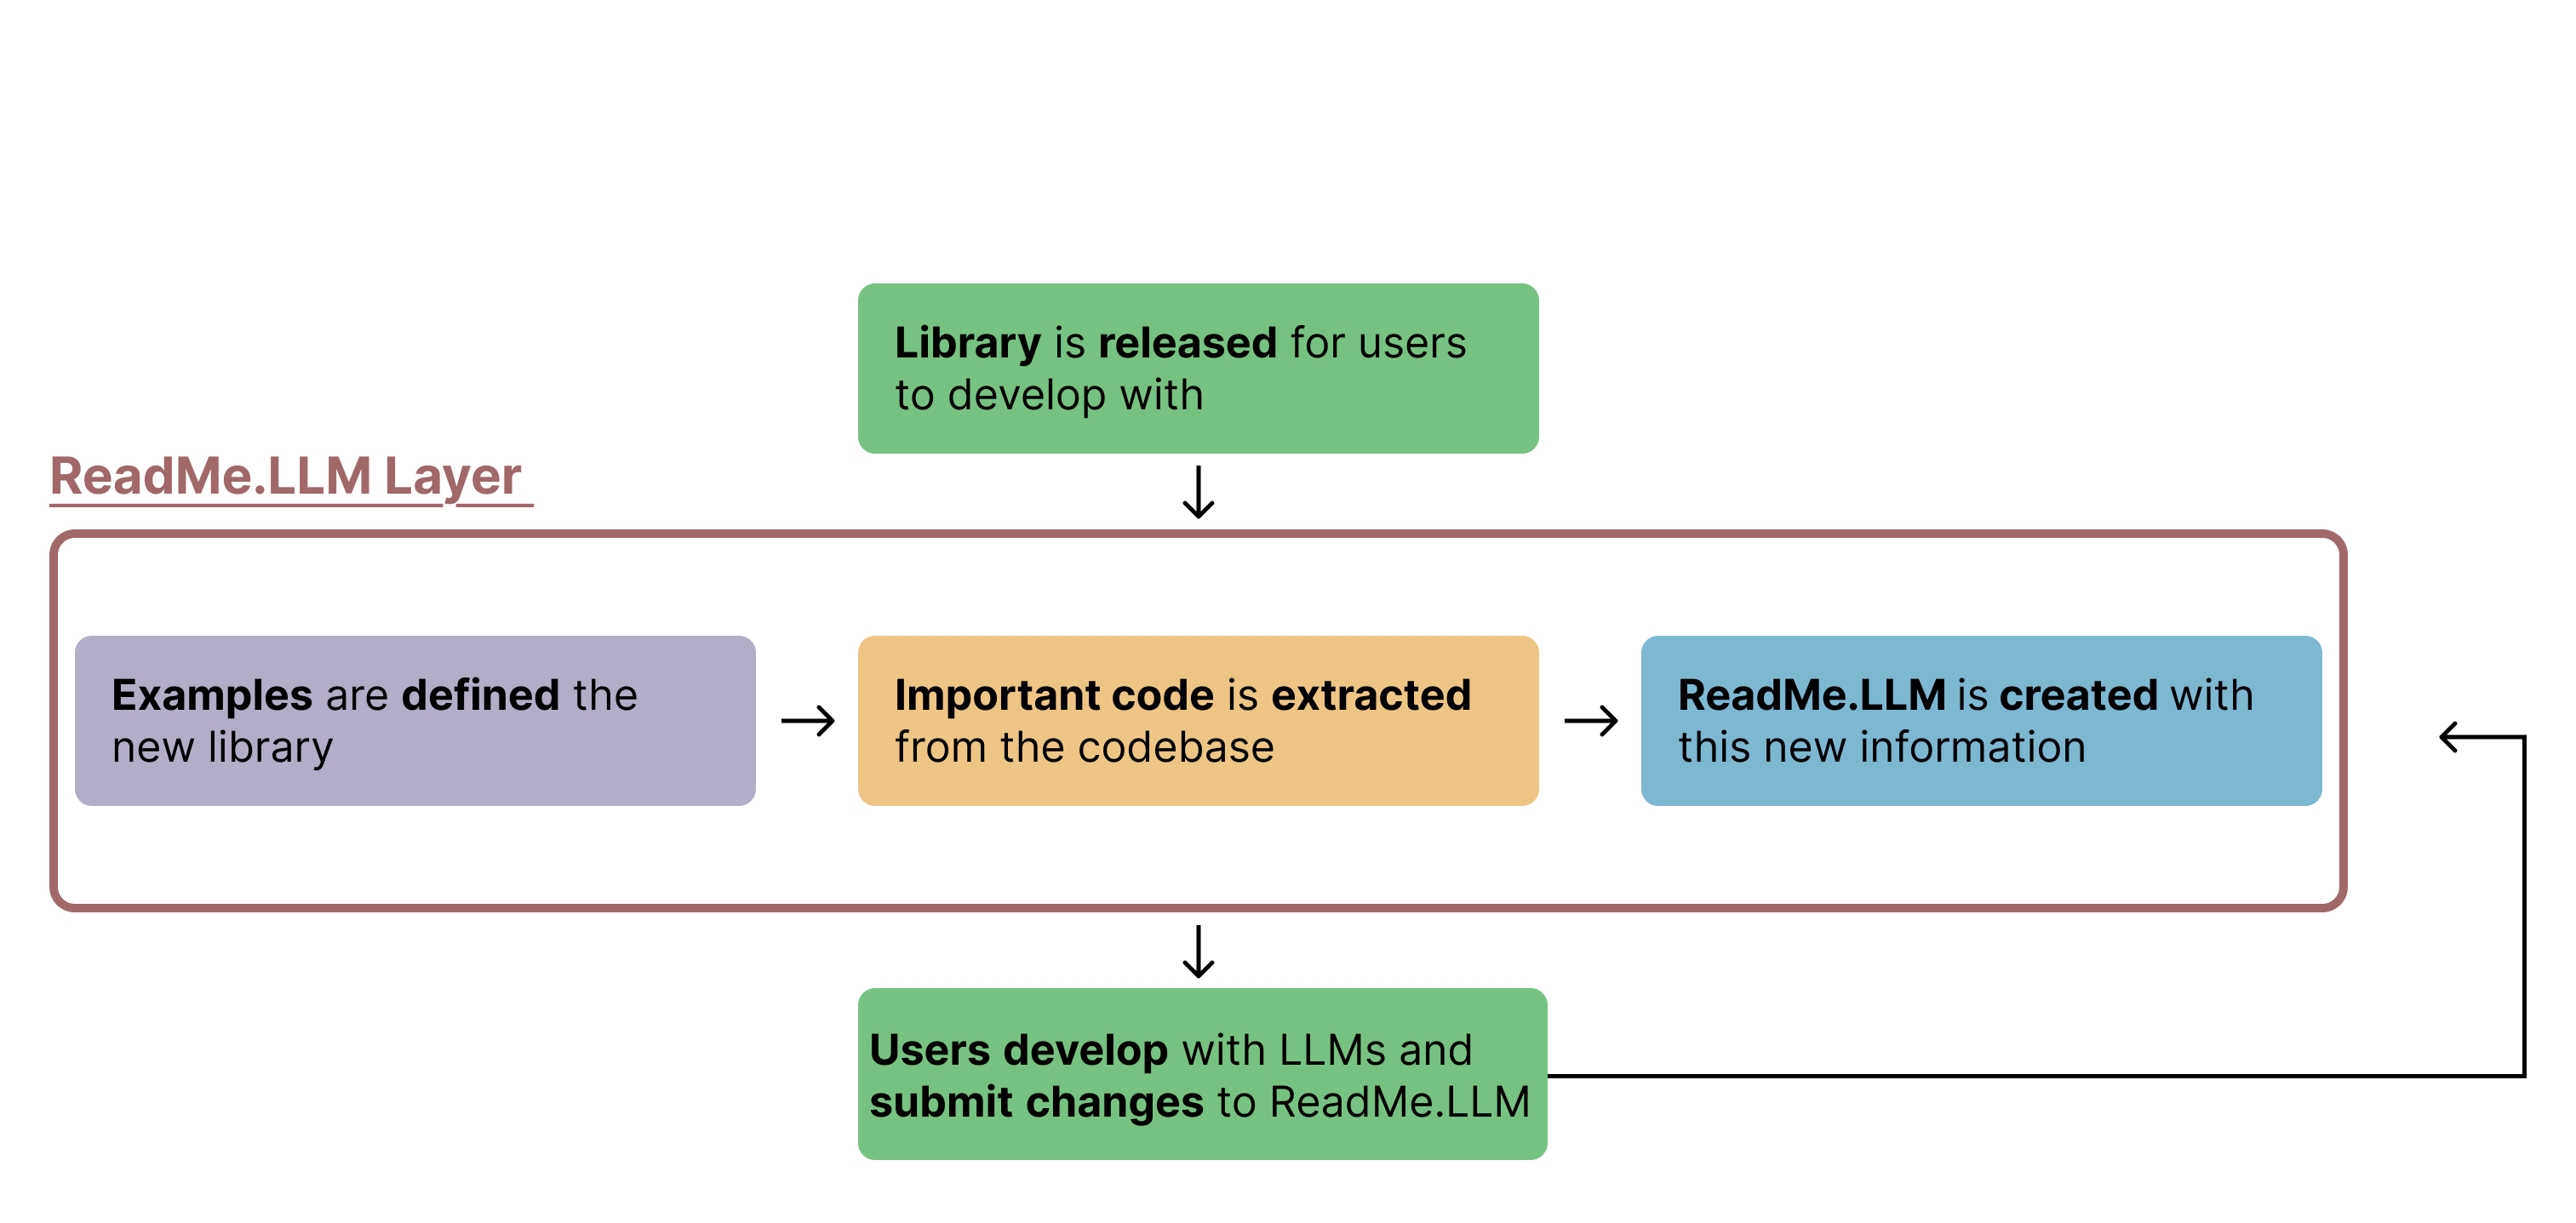 Library is released for users
to develop with
ReadMe.LLM Layer
Examples are defined the
new library
Important code is extracted
from the codebase
ReadMe.LLM is created with
this new information
Users develop with LLMs and
submit changes to ReadMe.LLM